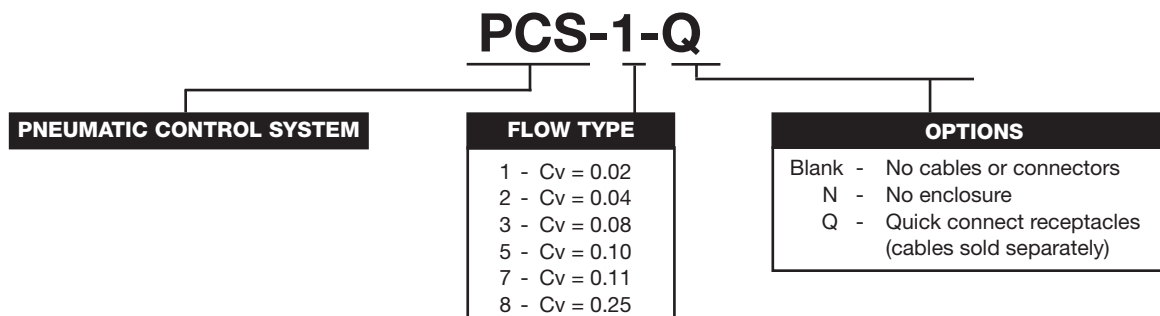 PCS-1-Q
PNEUMATIC CONTROL SYSTEM
FLOW TYPE
1 - Cv = 0.02
2 - Cv = 0.04
3 - Cv = 0.08
5 - Cv = 0.10
7 - Cv = 0.11
8 - Cv = 0.25
OPTIONS
Blank - No cables or connectors
N - No enclosure
Q - Quick connect receptacles
(cables sold separately)